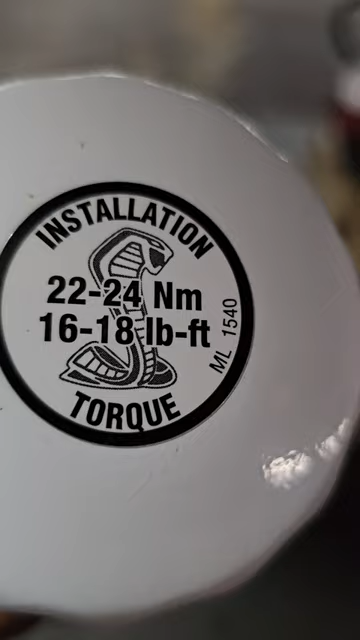 INSTALLATION
22-24 Nm
16-18 lb-ft
ML 1540
TORQUE